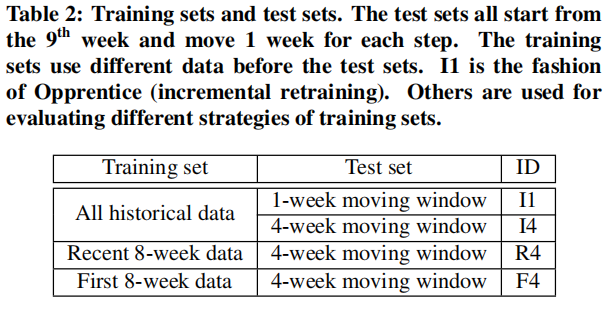 Table 2: Training sets and test sets. The test sets all start from
the 9th week and move 1 week for each step. The training
sets use different data before the test sets. I1 is the fashion
of Opprentice (incremental retraining). Others are used for
evaluating different strategies of training sets.
Training set Test set ID
All historical data 1-week moving window I1
4-week moving window I4
Recent 8-week data 4-week moving window R4
First 8-week data 4-week moving window F4